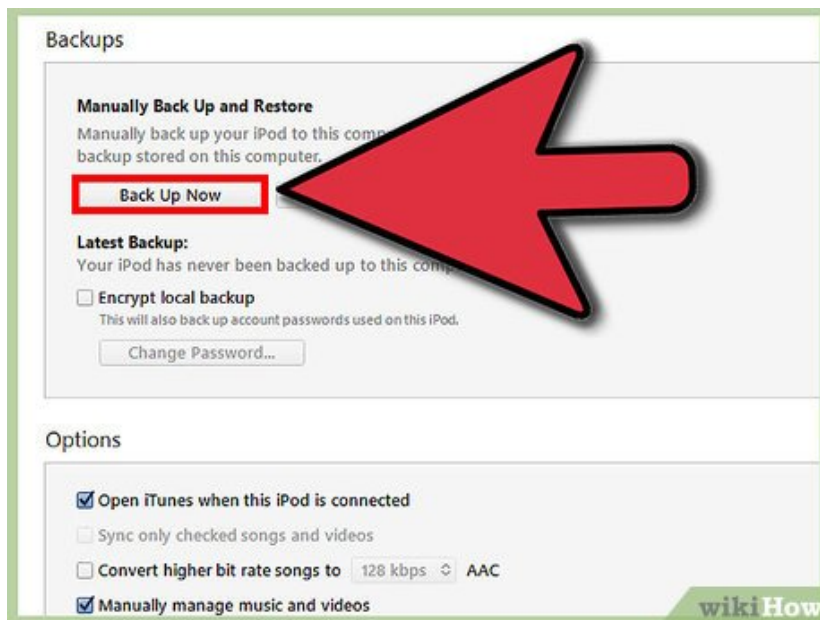 Backups
Manually Back Up and Restore
Manually back up your iPod to this
backup stored on this computer.
Back Up Now
Latest Backup:
Your iPod has never been backed up to this
Encrypt local backup
This will also back up account passwords used on this iPod.
Change Password...
Options
Open iTunes when this iPod is connected
Sync only checked songs and videos
Convert higher bit rate songs to 128 kbps AAC
Manually manage music and videos
wikiHow